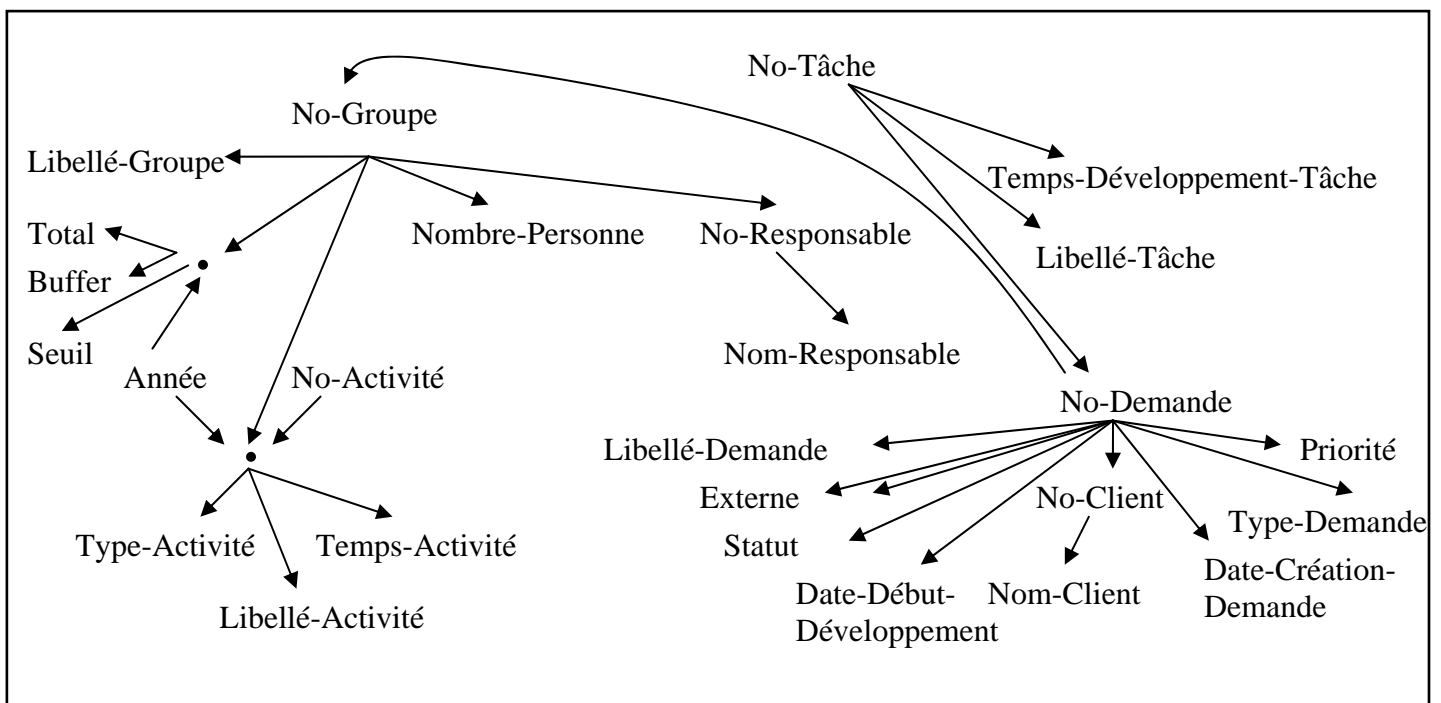 No-Tâche
No-Groupe
Libellé-Groupe
Temps-Développement-Tâche
Total
Nombre-Personne
No-Responsable
Libellé-Tâche
Buffer
Seuil
Nom-Responsable
Année
No-Activité
No-Demande
Libellé-Demande
Priorité
Externe
No-Client
Type-Demande
Statut
Type-Activité
Temps-Activité
Date-Création-
Demande
Date-Début-
Développement
Nom-Client
Libellé-Activité